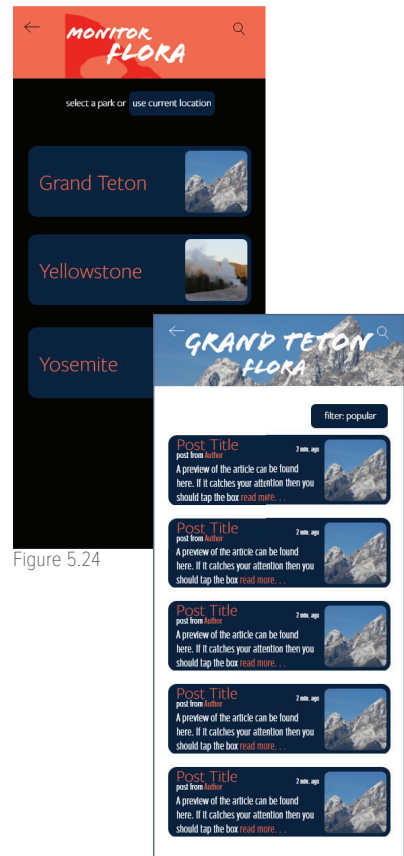 MONITOR
FLORA
select a park or use current location
Grand Teton
Yellowstone
Yosemite
Figure 5.24
GRAND TETON
FLORA
filter: popular
Post Title
post from Author
2 min. ago
A preview of the article can be found
here. If it catches your attention then you
should tap the box read more. . .
Post Title
post from Author
2 min. ago
A preview of the article can be found
here. If it catches your attention then you
should tap the box read more. . .
Post Title
post from Author
2 min. ago
A preview of the article can be found
here. If it catches your attention then you
should tap the box read more. . .
Post Title
post from Author
2 min. ago
A preview of the article can be found
here. If it catches your attention then you
should tap the box read more. . .
Post Title
post from Author
2 min. ago
A preview of the article can be found
here. If it catches your attention then you
should tap the box read more. . .